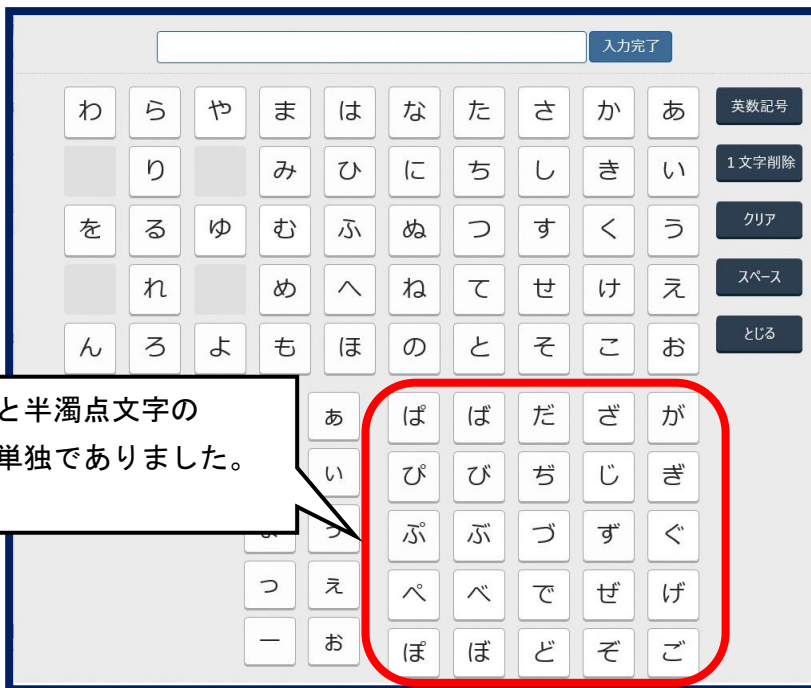 入力完了
わ ら や ま は な た さ か あ 英数記号
り み ひ に ち し き い 1文字削除
を る ゆ む ふ ぬ つ す く う クリア
れ め へ ね て せ け え スペース
ん ろ よ も ほ の と そ こ お とじる
と半濁点文字の
単独でありました。
ぁ ぱ ば だ ざ が
ぃ ぴ び ぢ じ ぎ
ぷ ぶ づ ず ぐ
っ ぇ ぺ べ で ぜ げ
ー ぉ ぽ ぼ ど ぞ ご